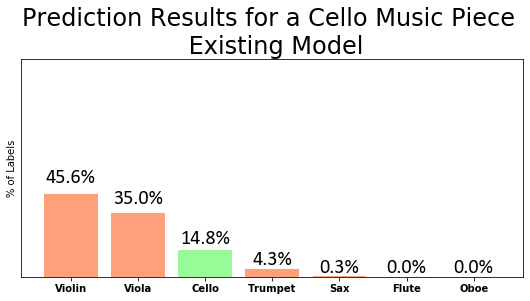 Prediction Results for a Cello Music Piece
Existing Model
% of Labels
45.6%
35.0%
14.8%
4.3%
0.3%
0.0%
0.0%
Violin
Viola
Cello
Trumpet
Sax
Flute
Oboe